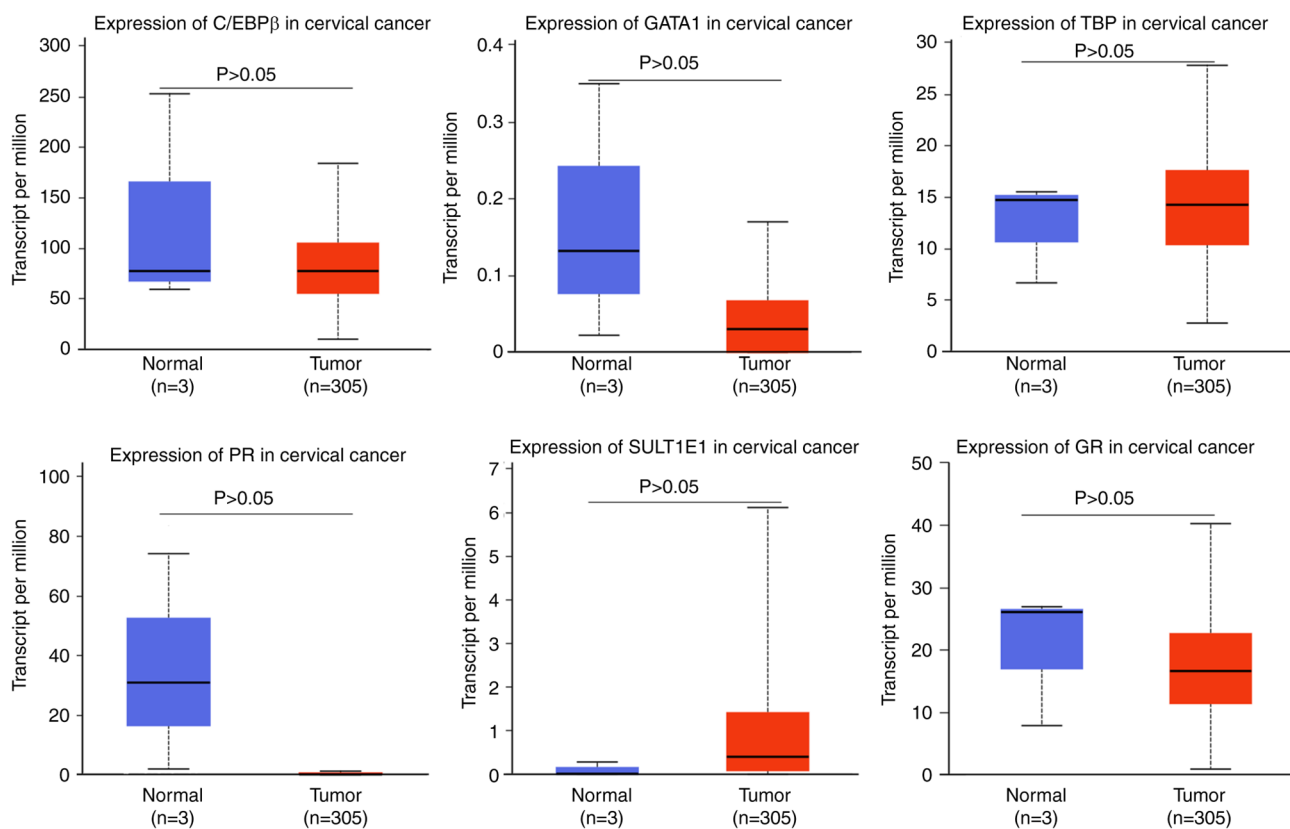 Expression of C/EBPβ in cervical cancer
300
250
200
150
100
50
0
Transcript per million
P>0.05
Normal
(n=3)
Tumor
(n=305)
Expression of GATA1 in cervical cancer
0.4
0.3
0.2
0.1
0
Transcript per million
P>0.05
Normal
(n=3)
Tumor
(n=305)
Expression of TBP in cervical cancer
30
25
20
15
10
5
0
Transcript per million
P>0.05
Normal
(n=3)
Tumor
(n=305)
Expression of PR in cervical cancer
100
80
60
40
20
0
Transcript per million
P>0.05
Normal
(n=3)
Tumor
(n=305)
Expression of SULT1E1 in cervical cancer
7
6
5
4
3
2
1
0
Transcript per million
P>0.05
Normal
(n=3)
Tumor
(n=305)
Expression of GR in cervical cancer
50
40
30
20
10
0
Transcript per million
P>0.05
Normal
(n=3)
Tumor
(n=305)